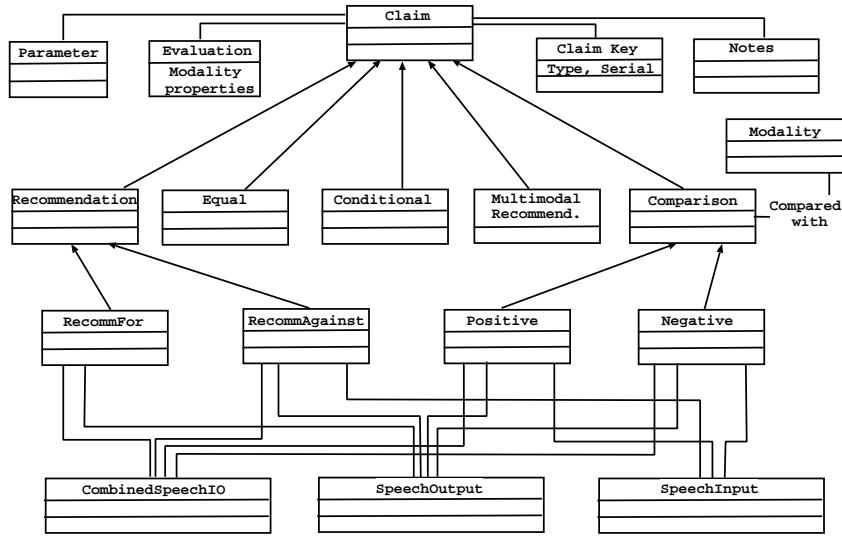 Claim
Parameter
Evaluation
Modality
properties
Claim Key
Type, Serial
Notes
Modality
Recommendation
Equal
Conditional
Multimodal
Recommend.
Comparison
Compared
with
RecommFor
RecommAgainst
Positive
Negative
CombinedSpeechIO
SpeechOutput
SpeechInput